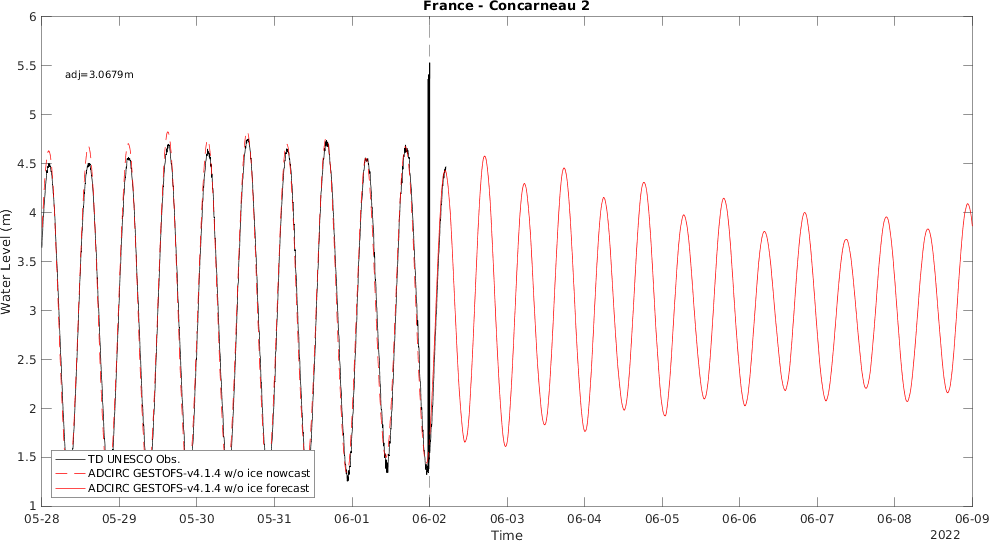 France - Concarneau 2
6
5.5
5
4.5
4
3.5
3
2.5
2
1.5
1
Water Level (m)
adj=3.0679m
TD UNESCO Obs.
ADCIRC GESTOFS-v4.1.4 w/o ice nowcast
ADCIRC GESTOFS-v4.1.4 w/o ice forecast
05-28 05-29 05-30 05-31 06-01 06-02 06-03 06-04 06-05 06-06 06-07 06-08 06-09
Time
2022